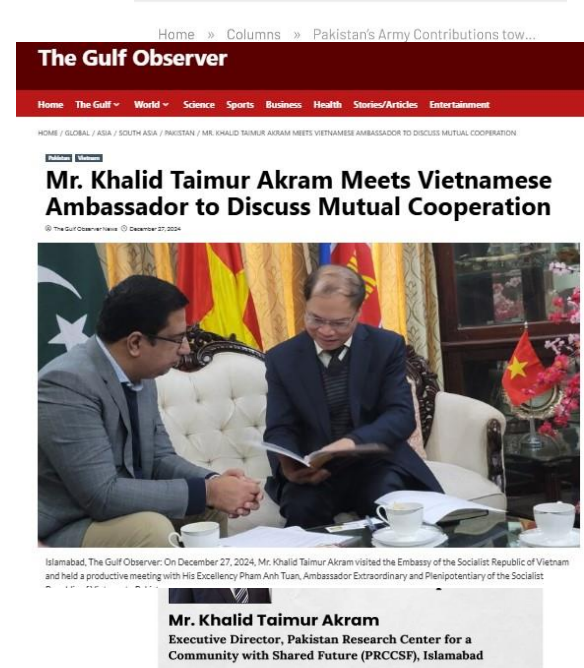 Home » Columns » Pakistan's Army Contributions tow...
The Gulf Observer
Home The Gulf World Science Sports Business Health Stories/Articles Entertainment
HOME / GLOBAL / ASIA / SOUTH ASIA / PAKISTAN / MR. KHALID TAIMUR AKRAM MEETS VIETNAMESE AMBASSADOR TO DISCUSS MUTUAL COOPERATION
Pakistan Vietnam
Mr. Khalid Taimur Akram Meets Vietnamese
Ambassador to Discuss Mutual Cooperation
The Gulf Observer News December 27, 2024
Islamabad, The Gulf Observer: On December 27, 2024, Mr. Khalid Taimur Akram visited the Embassy of the Socialist Republic of Vietnam
and held a productive meeting with His Excellency Pham Anh Tuan, Ambassador Extraordinary and Plenipotentiary of the Socialist
Mr. Khalid Taimur Akram
Executive Director, Pakistan Research Center for a
Community with Shared Future (PRCCSF), Islamabad